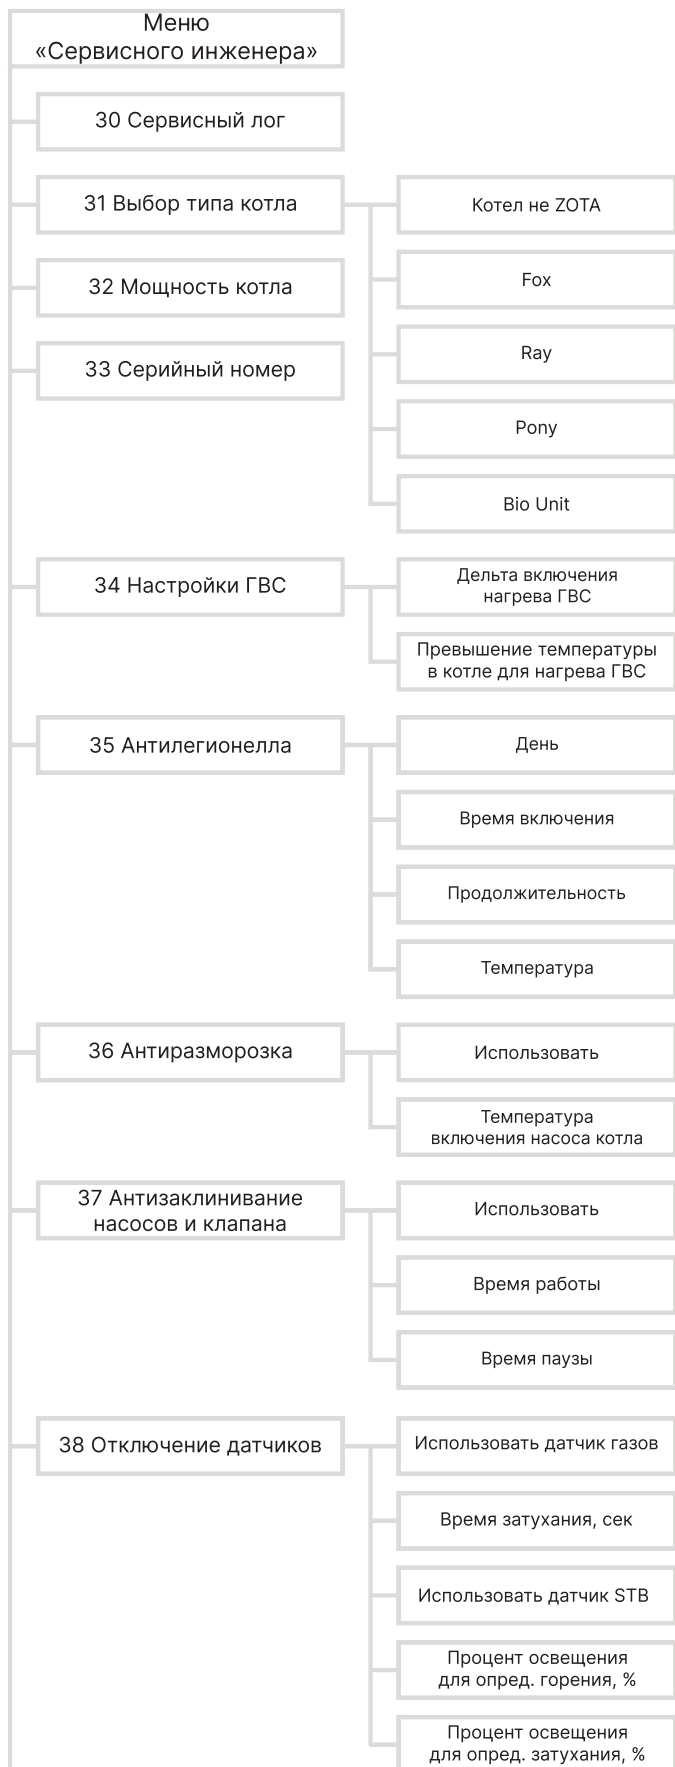 Меню
«Сервисного инженера»
30 Сервисный лог
31 Выбор типа котла
Котел не ZOTA
Fox
32 Мощность котла
Ray
33 Серийный номер
Pony
Bio Unit
34 Настройки ГВС
Дельта включения
нагрева ГВС
Превышение температуры
в котле для нагрева ГВС
35 Антилегионелла
День
Время включения
Продолжительность
Температура
36 Антиразморозка
Использовать
Температура
включения насоса котла
37 Антизаклинивание
насосов и клапана
Использовать
Время работы
Время паузы
38 Отключение датчиков
Использовать датчик газов
Время затухания, сек
Использовать датчик STB
Процент освещения
для опред. горения, %
Процент освещения
для опред. затухания, %